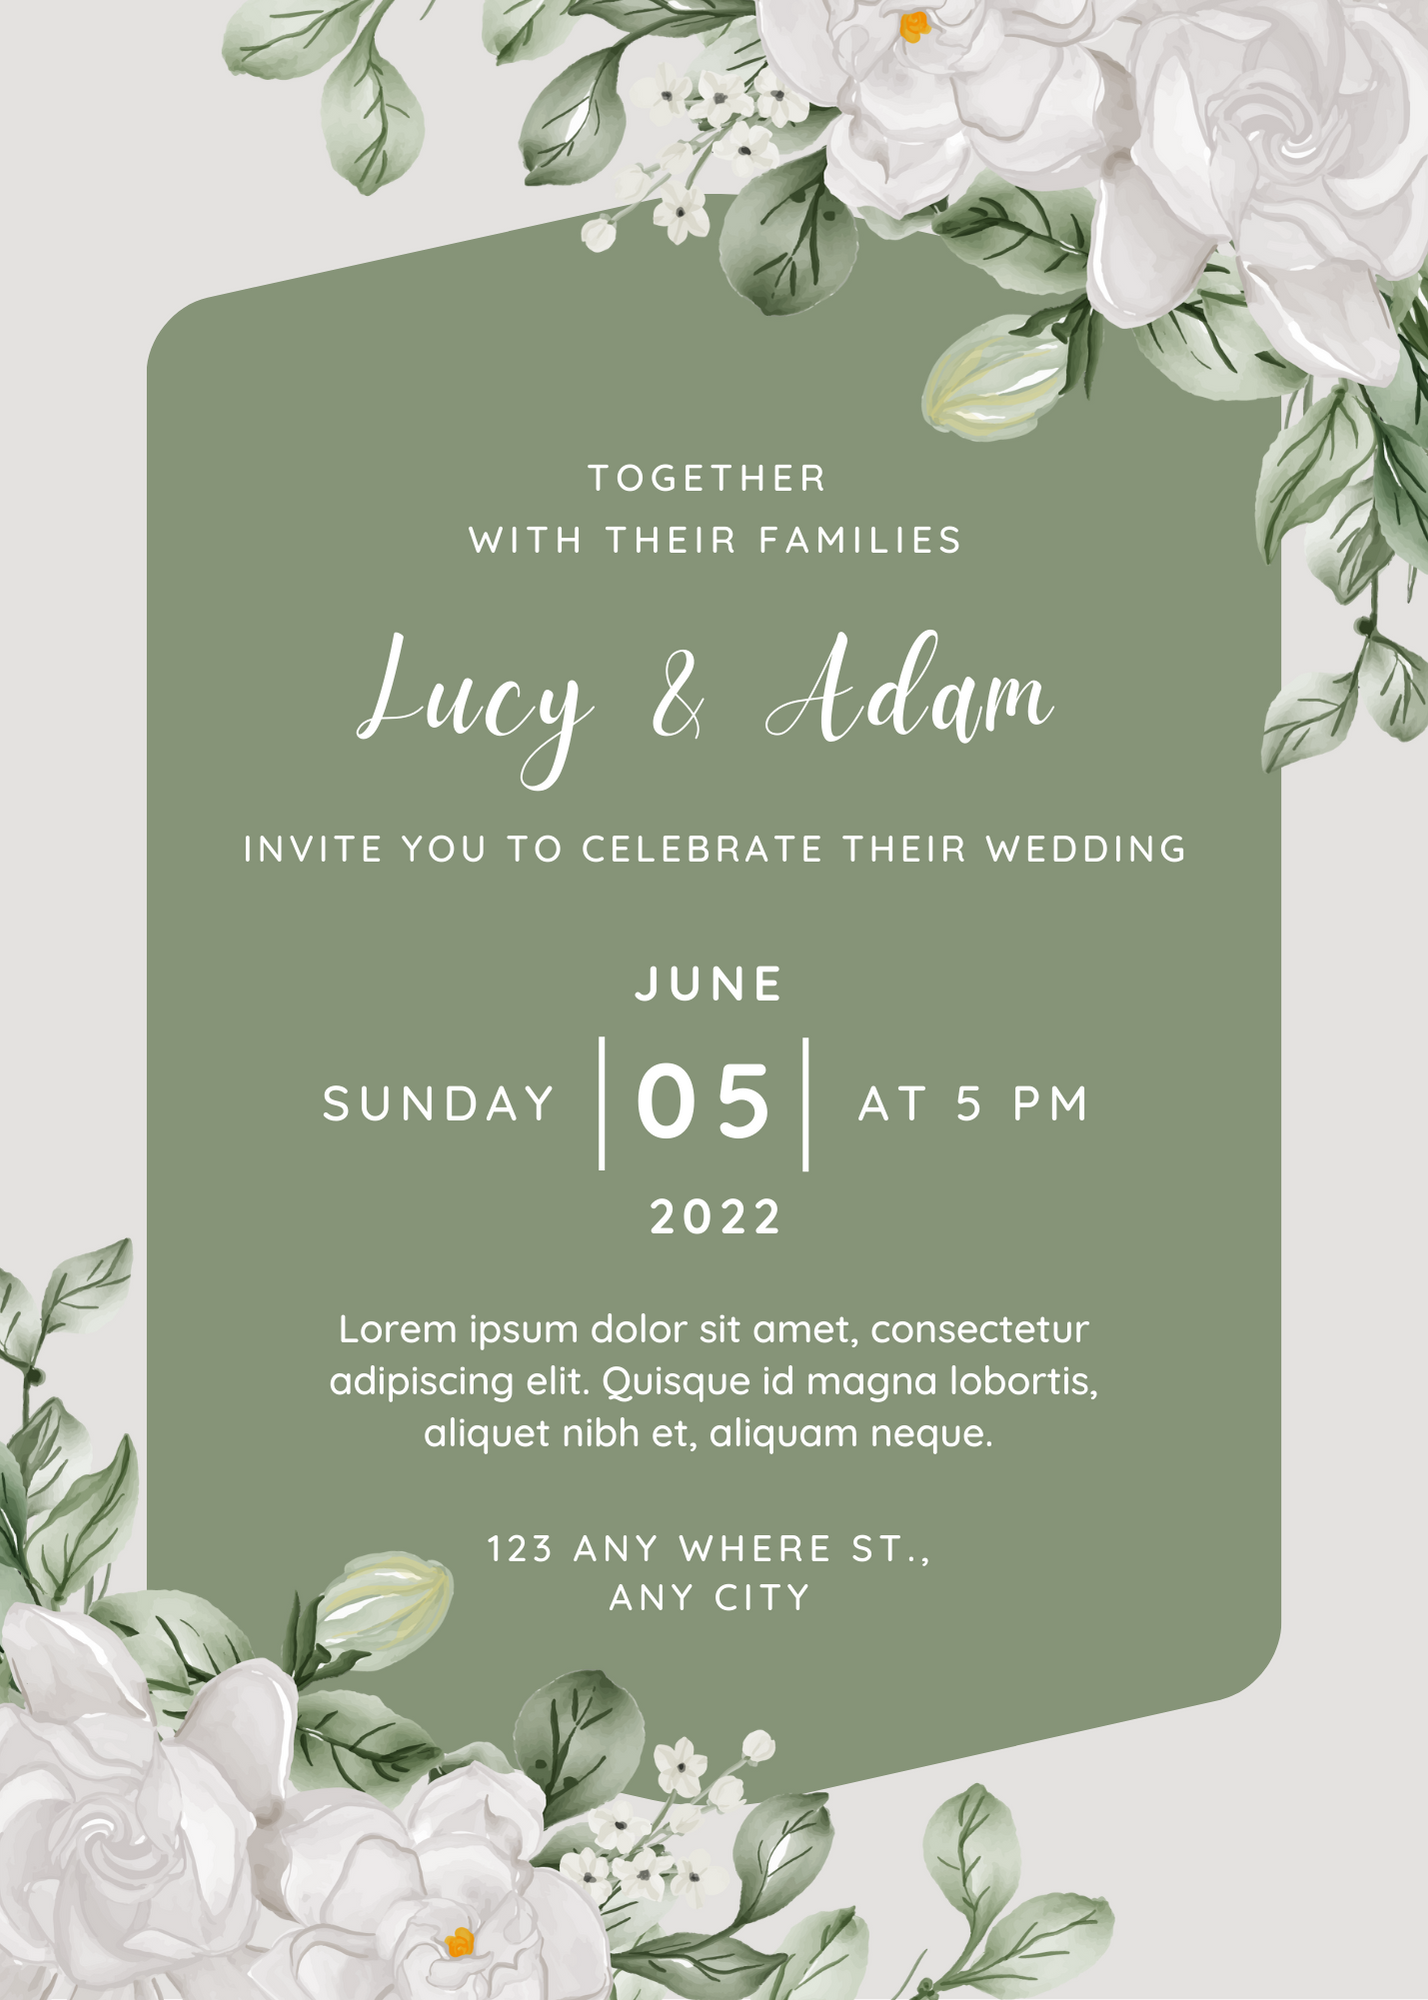 TOGETHER
WITH THEIR FAMILIES
Lucy & Adam
INVITE YOU TO CELEBRATE THEIR WEDDING
JUNE
SUNDAY | 05 | AT 5 PM
2022
Lorem ipsum dolor sit amet, consectetur
adipiscing elit. Quisque id magna lobortis,
aliquet nibh et, aliquam neque.
123 ANY WHERE ST.,
ANY CITY